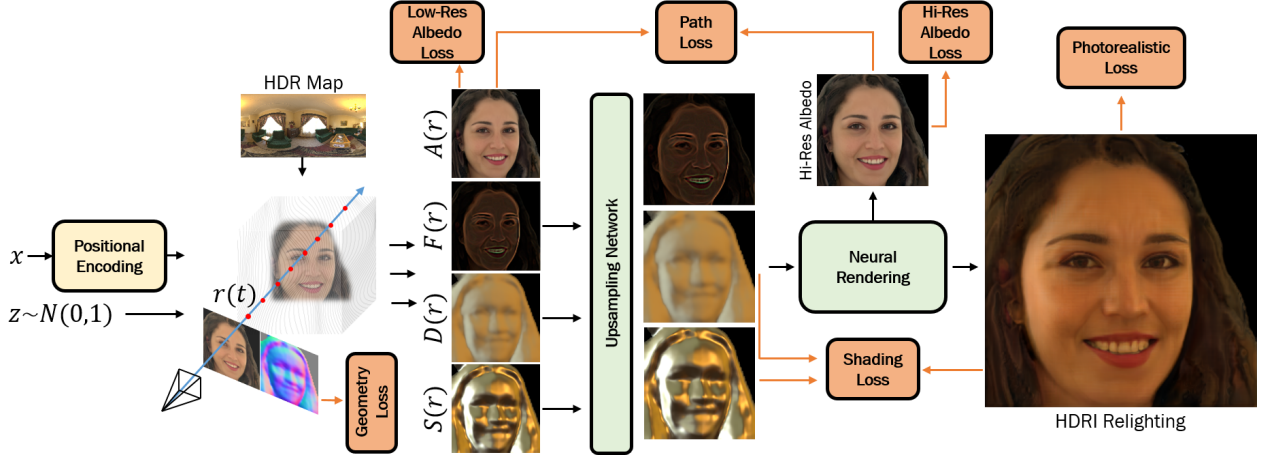 Low-Res
Albedo
Loss
Path
Loss
Hi-Res
Albedo
Loss
Photorealistic
Loss
HDR Map
A(r)
Hi-Res Albedo
F(r)
Upsampling Network
x
Positional
Encoding
r(t)
z~N(0,1)
D(r)
Neural
Rendering
Geometry
Loss
S(r)
Shading
Loss
HDRI Relighting